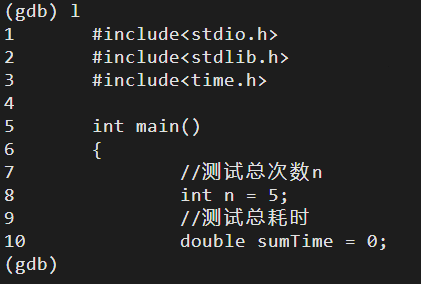 (gdb) l
1 #include<stdio.h>
2 #include<stdlib.h>
3 #include<time.h>
4
5 int main()
6 {
7 //测试总次数n
8 int n = 5;
9 //测试总耗时
10 double sumTime = 0;
(gdb)